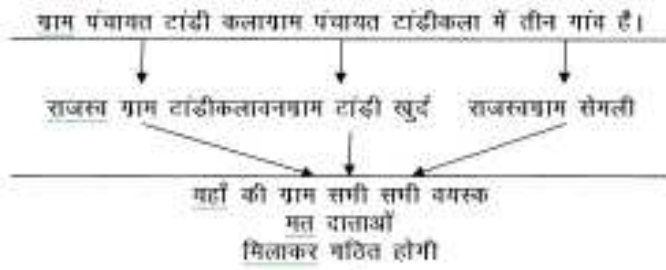 ग्राम पंचायत टांडी कलाग्राम पंचायत टांडीकला में तीन गांव है।
राजस्व ग्राम टांडीकलावनग्राम टांडी खुर्द राजस्वग्राम सेमली
यहाँ की ग्राम सभी सभी वयस्क
मत दाताओं
मिलाकर गठित होगी